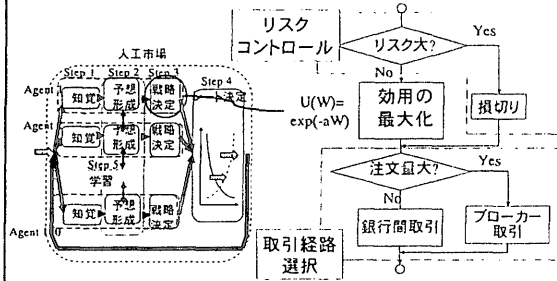 人工市場
Step 1
Step 2
Step 3
Step 4
Agent
知覚
予想
形成
戦略
決定
ト決定
Agent
知覚
予想
形成
戦略
決定
Step 5
学習
Agent
知覚
予想
形成
戦略
決定
リスク
コントロール
リスク大?
Yes
No
U(W)=
exp(-aW)
効用の
最大化
損切り
注文量大?
Yes
No
銀行間取引
ブローカー
取引
取引経路
選択